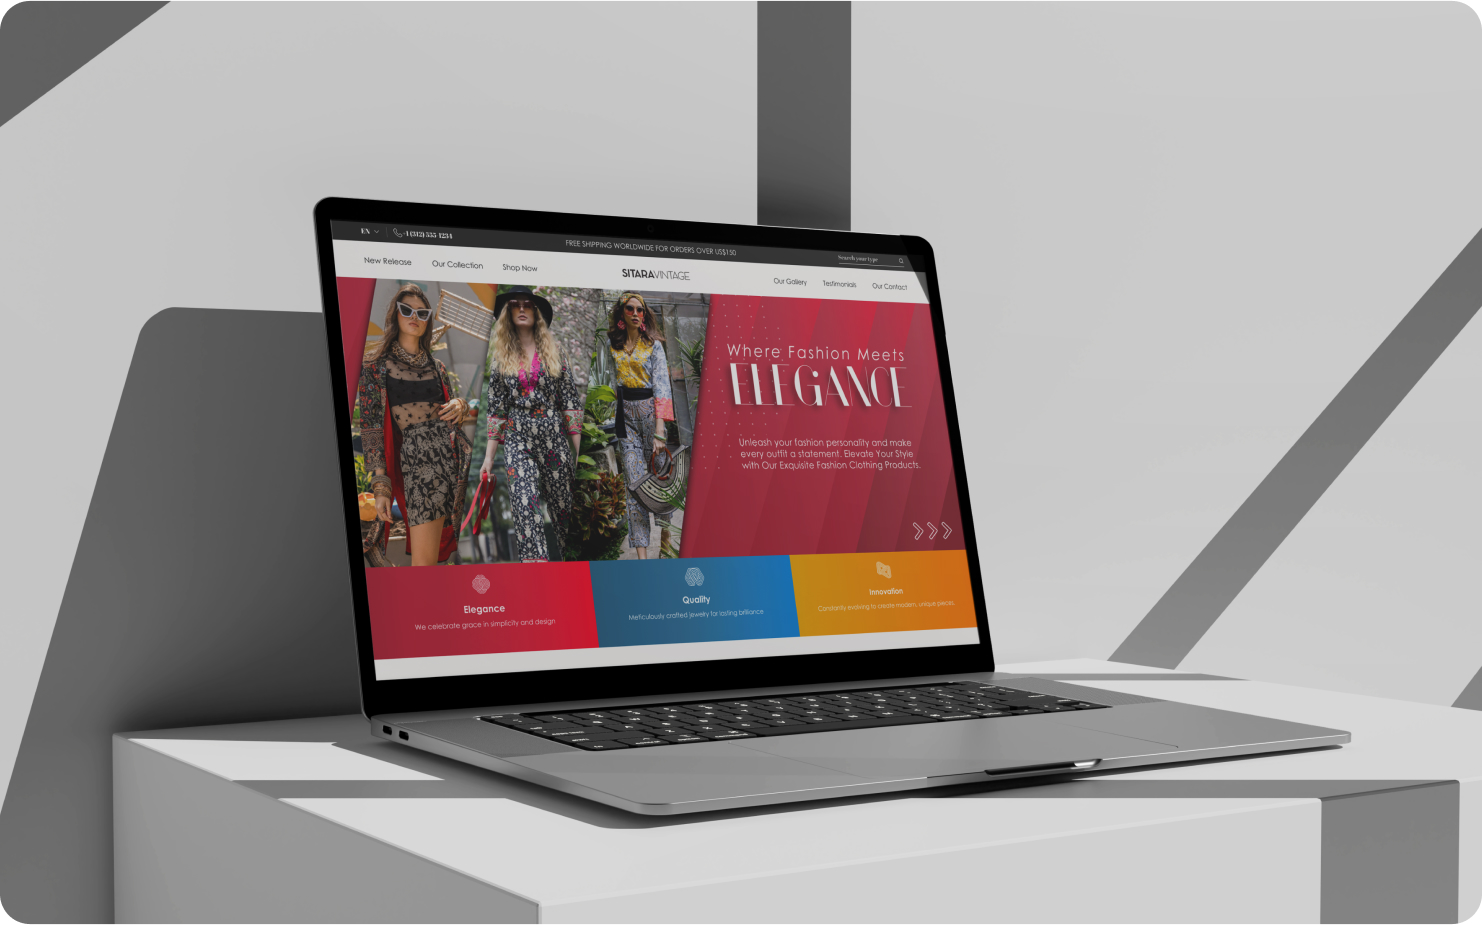 EN
+1 (312) 555-1234
FREE SHIPPING WORLDWIDE FOR ORDERS OVER US$150
Search your type
New Release
Our Collection
Shop Now
SITARAVINTAGE
Our Gallery
Testimonials
Our Contact
Where Fashion Meets
ELEGANCE
Unleash your fashion personality and make
every outfit a statement. Elevate Your Style
with Our Exquisite Fashion Clothing Products.
Elegance
We celebrate grace in simplicity and design
Quality
Meticulously crafted jewelry for lasting brilliance
Innovation
Constantly evolving to create modern, unique pieces.